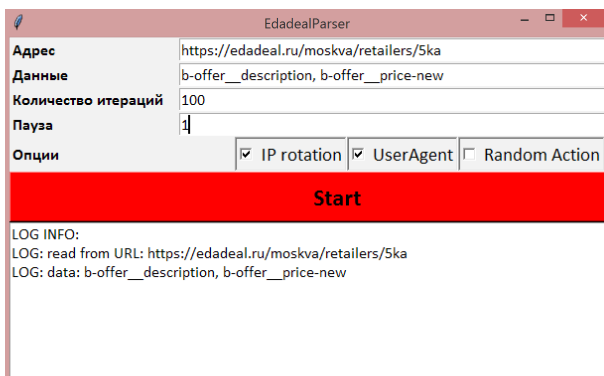 EdadealParser
Адрес https://edadeal.ru/moskva/retailers/5ka
Данные b-offer__description, b-offer__price-new
Количество итераций 100
Пауза 1
Опции IP rotation UserAgent Random Action
Start
LOG INFO:
LOG: read from URL: https://edadeal.ru/moskva/retailers/5ka
LOG: data: b-offer__description, b-offer__price-new